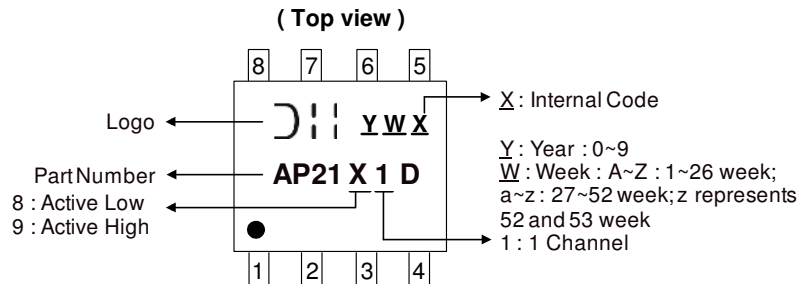 ( Top view )
8 7 6 5
Logo
Y W X
X : Internal Code
Part Number
AP21 X 1 D
8 : Active Low
9 : Active High
Y : Year : 0~9
W : Week : A~Z : 1~26 week;
a~z : 27~52 week; z represents
52 and 53 week
1 : 1 Channel
1 2 3 4